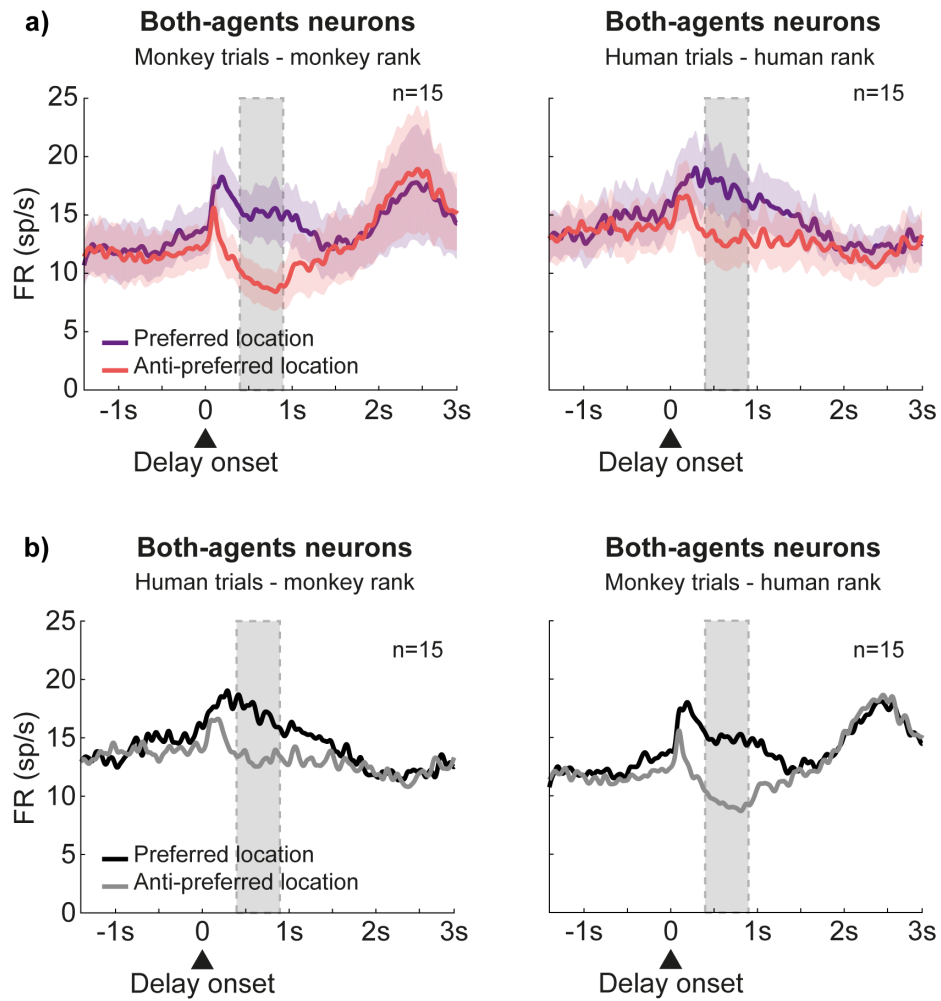 a)
Both-agents neurons
Monkey trials - monkey rank
n=15
25
20
15
10
5
0
FR (sp/s)
Preferred location
Anti-preferred location
-1s 0 1s 2s 3s
Delay onset
Both-agents neurons
Human trials - human rank
n=15
-1s 0 1s 2s 3s
Delay onset
b)
Both-agents neurons
Human trials - monkey rank
n=15
25
20
15
10
5
0
FR (sp/s)
Preferred location
Anti-preferred location
-1s 0 1s 2s 3s
Delay onset
Both-agents neurons
Monkey trials - human rank
n=15
-1s 0 1s 2s 3s
Delay onset